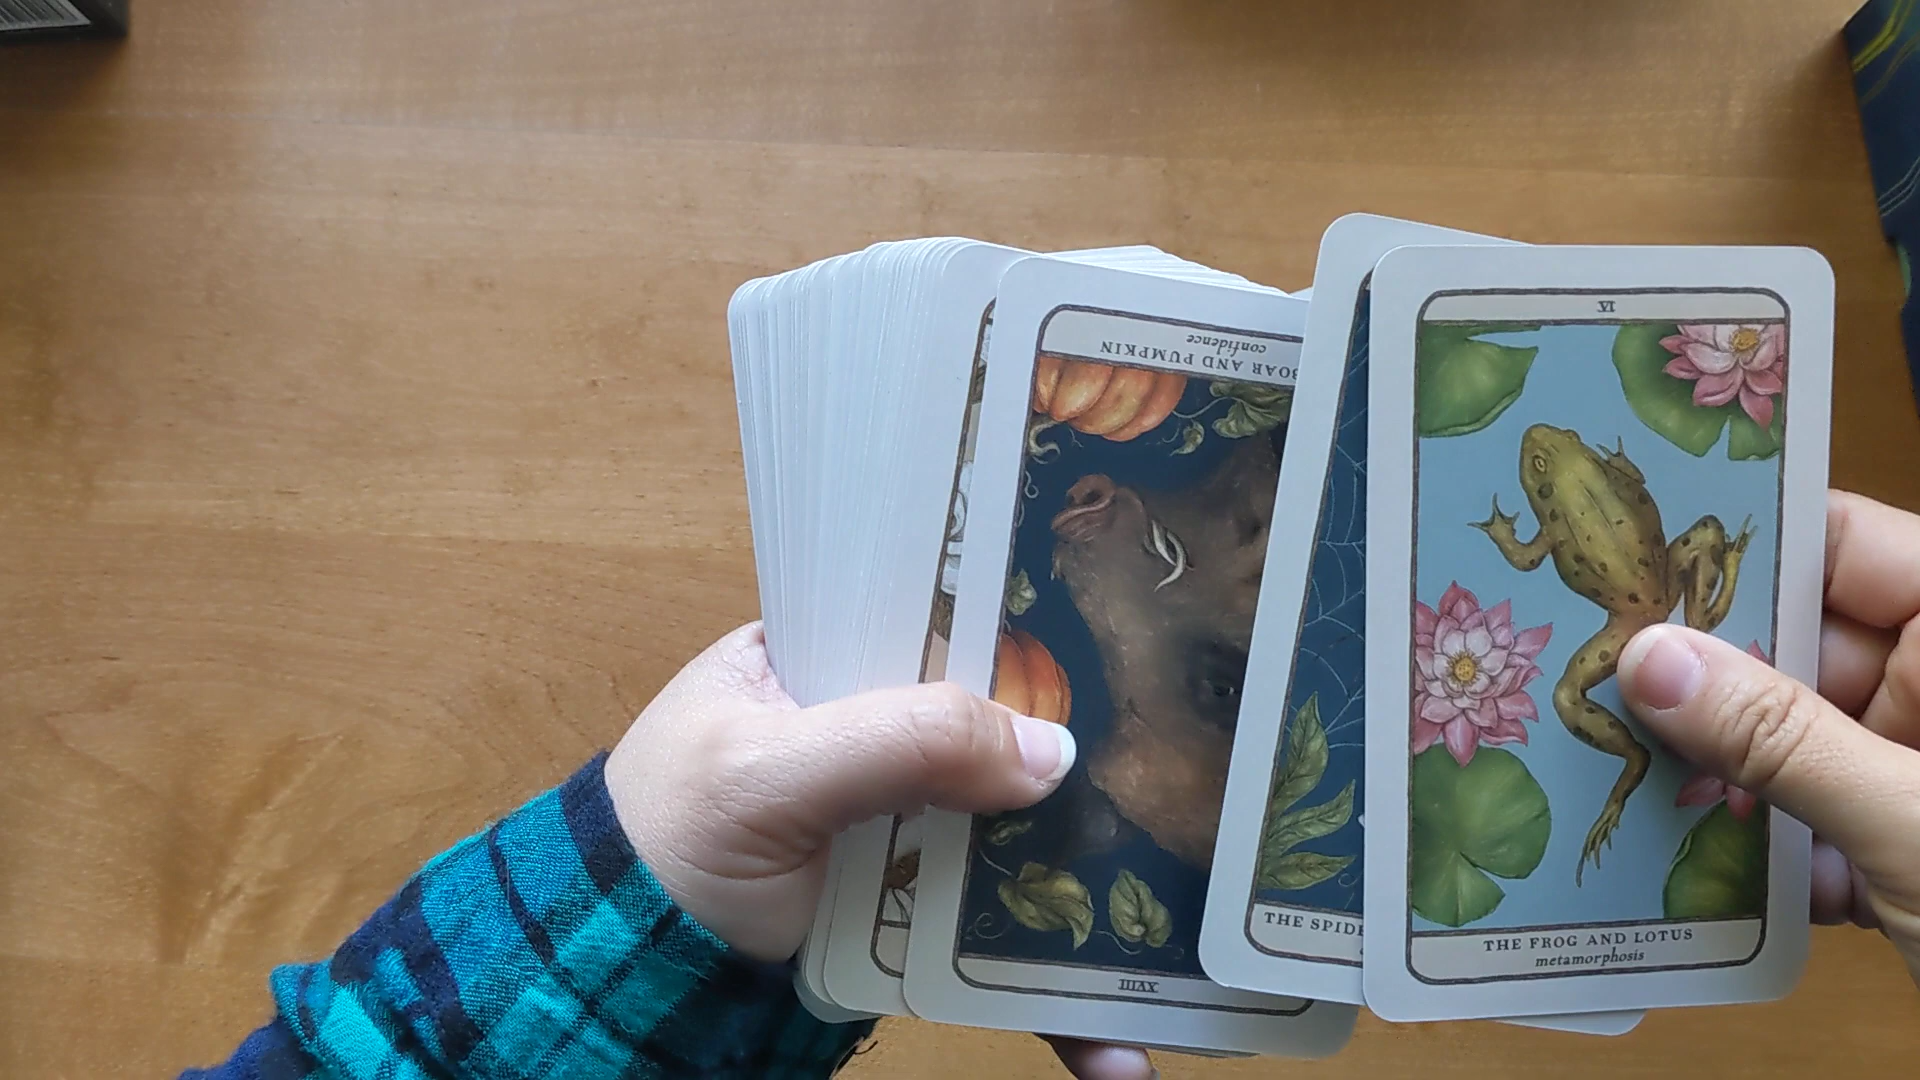 BOAR AND PUMPKIN
confidence
XVIII
THE SPIDE
VI
THE FROG AND LOTUS
metamorphosis